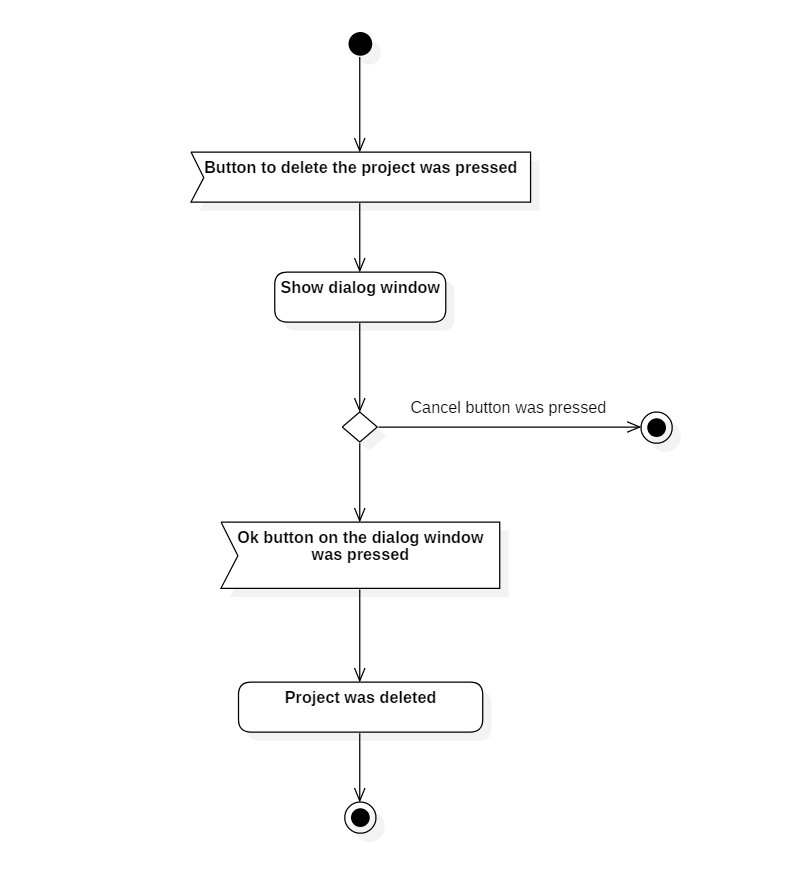 Button to delete the project was pressed
Show dialog window
Cancel button was pressed
Ok button on the dialog window
was pressed
Project was deleted